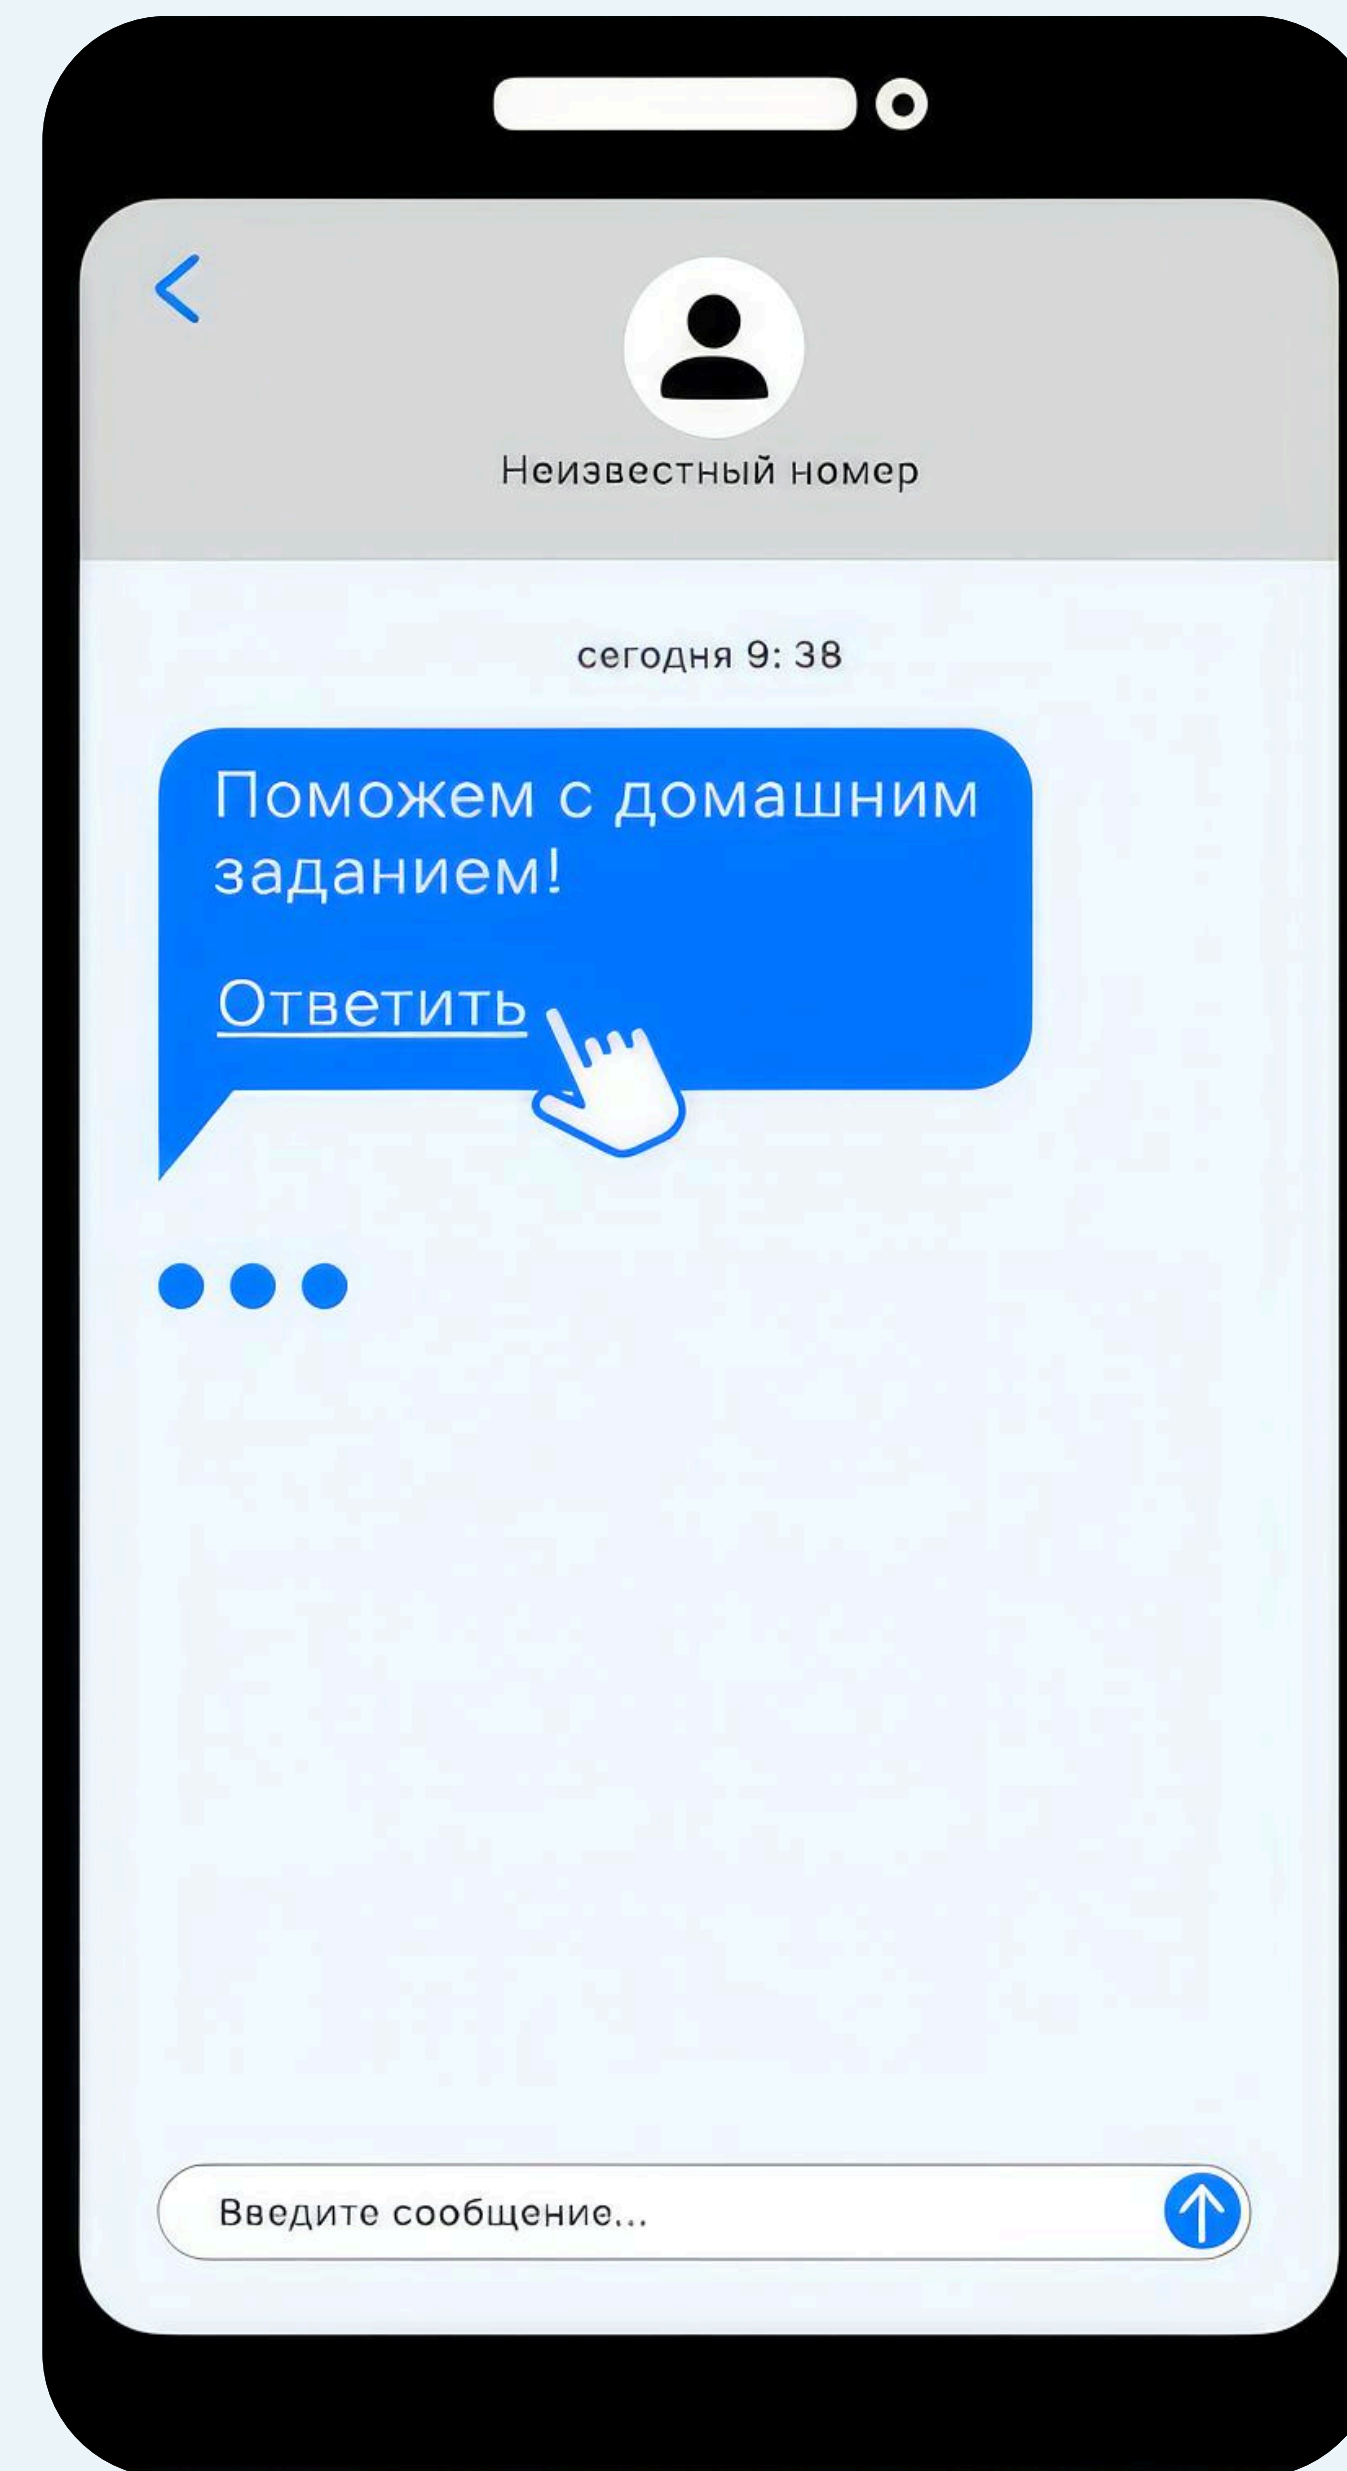 Неизвестный номер
сегодня 9: 38
Поможем с домашним
заданием!
Ответить
Введите сообщение...